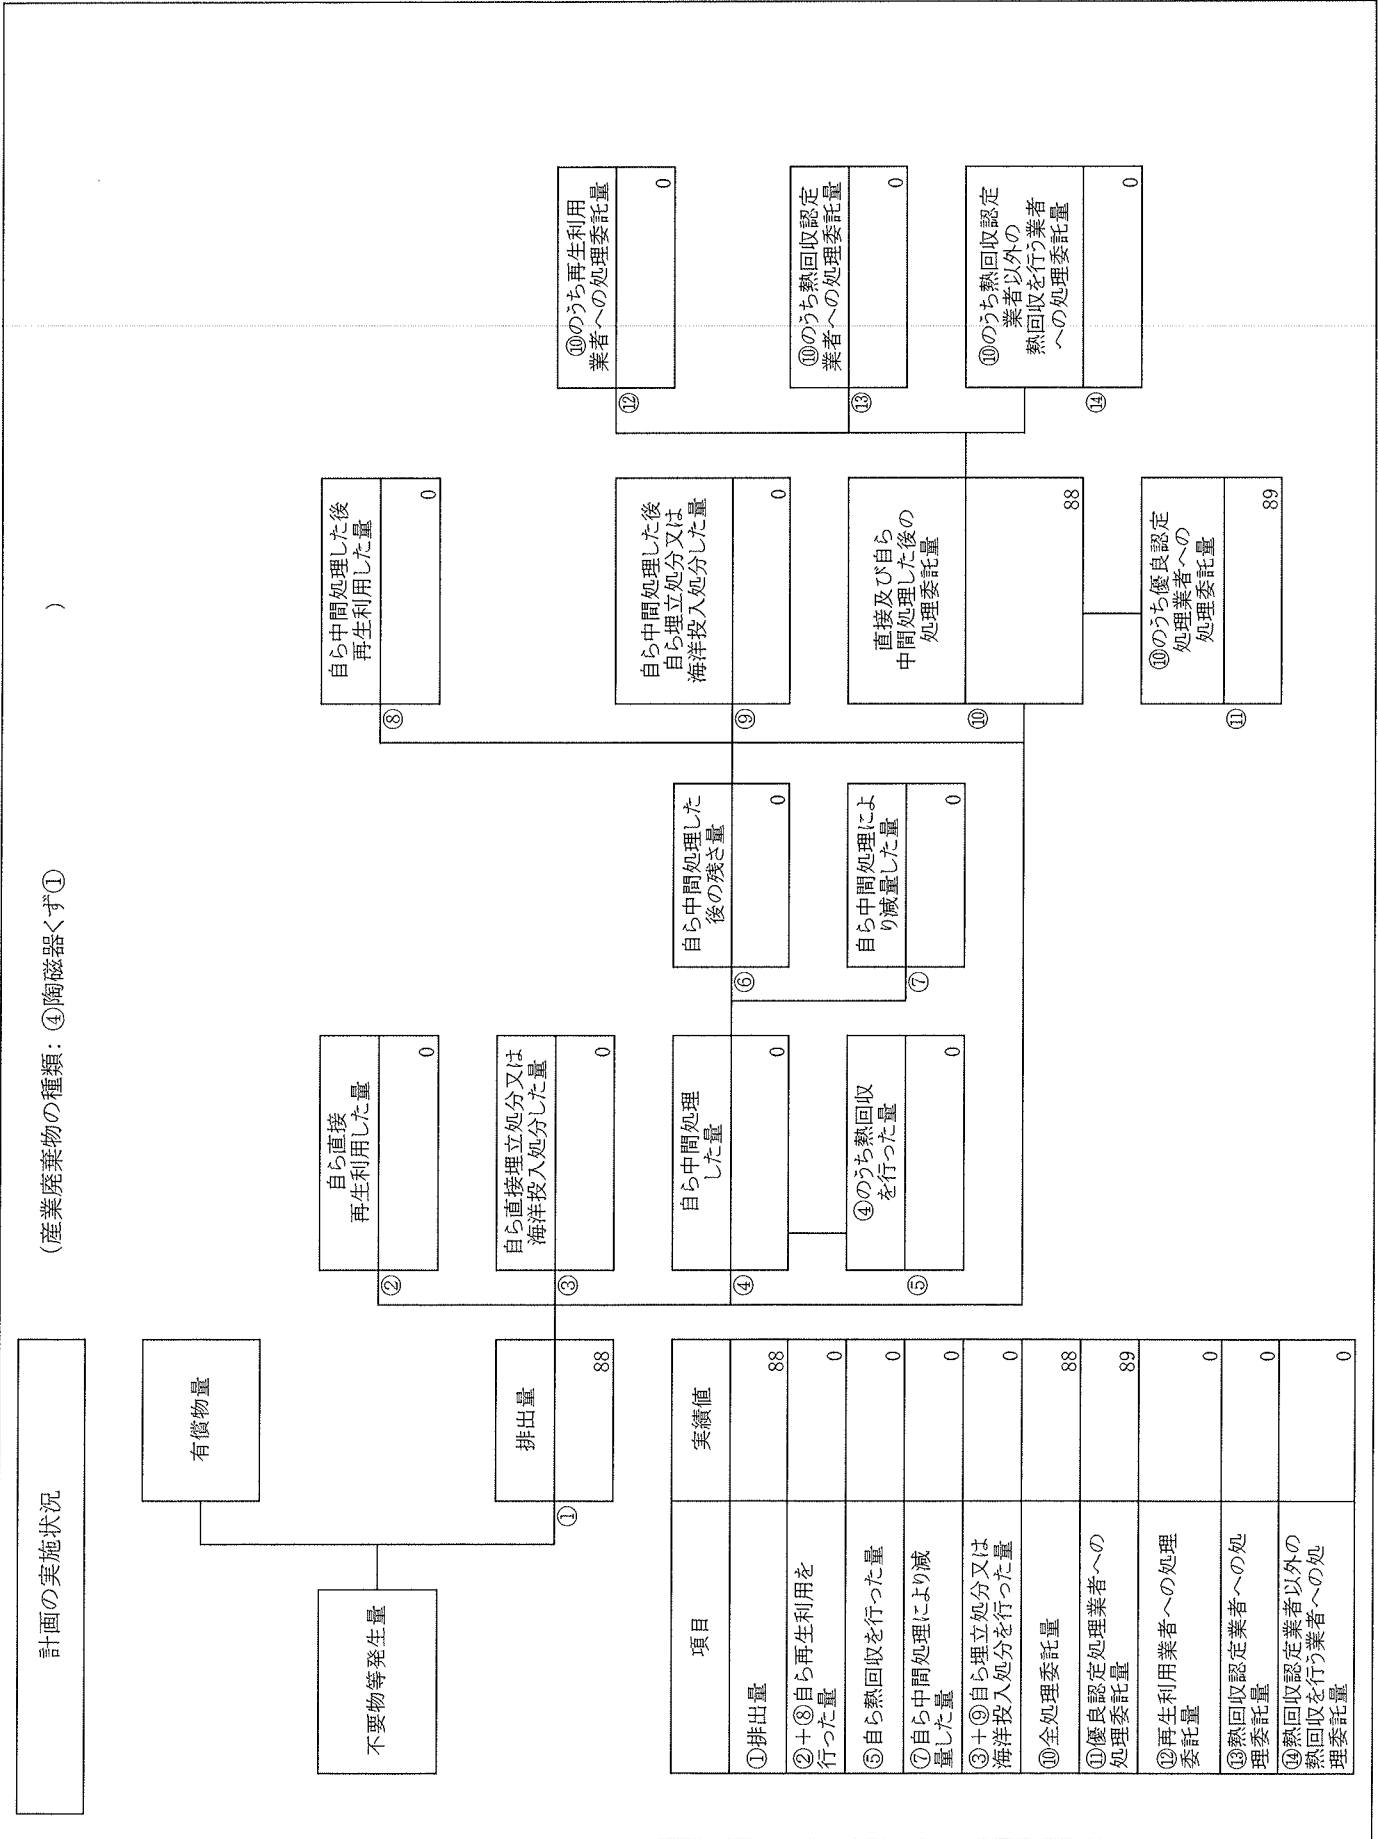 計画の実施状況
(産業廃棄物の種類：④陶磁器くず① )
有償物量
不要物等発生量
①
排出量
88
②
自ら直接
再生利用した量
0
③
自ら直接埋立処分又は
海洋投入処分した量
0
④
自ら中間処理
した量
0
⑤
④のうち熱回収
を行った量
0
⑥
自ら中間処理した
後の残さ量
0
⑦
自ら中間処理によ
り減量した量
0
⑧
自ら中間処理した後
再生利用した量
0
⑨
自ら中間処理した後
自ら埋立処分又は
海洋投入処分した量
0
⑩
直接及び自ら
中間処理した後の
処理委託量
88
⑪
⑩のうち優良認定
処理業者への
処理委託量
89
⑫
⑩のうち再生利用
業者への処理委託量
0
⑬
⑩のうち熱回収認定
業者への処理委託量
0
⑭
⑩のうち熱回収認定
業者以外の
熱回収を行う業者
への処理委託量
0
項目 実績値
①排出量 88
②＋⑧自ら再生利用を
行った量 0
⑤自ら熱回収を行った量 0
⑦自ら中間処理により減
量した量 0
③＋⑨自ら埋立処分又は
海洋投入処分を行った量 0
⑩全処理委託量 88
⑪優良認定処理業者への
処理委託量 89
⑫再生利用業者への処理
委託量 0
⑬熱回収認定業者への処
理委託量 0
⑭熱回収認定業者以外の
熱回収を行う業者への処
理委託量 0